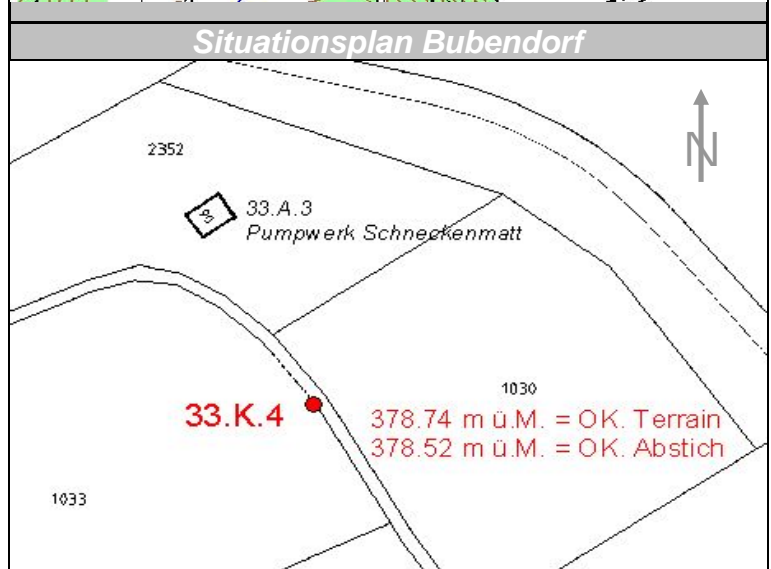 Situationsplan Bubendorf
N
2352
33.A.3
Pumpwerk Schneckenmatt
1030
33.K.4
378.74 m ü.M. = OK. Terrain
378.52 m ü.M. = OK. Abstich
1033